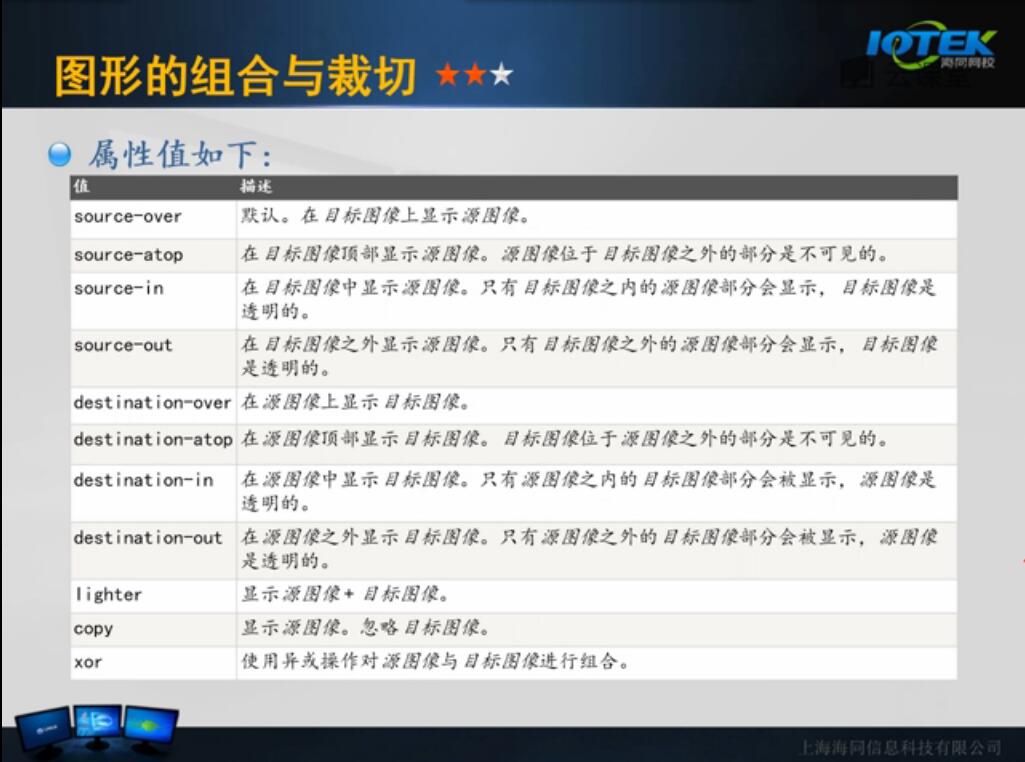 图形的组合与裁切
IOTEK
海同网校
云课堂
属性值如下：
值 描述
source-over 默认。在目标图像上显示源图像。
source-atop 在目标图像顶部显示源图像。源图像位于目标图像之外的部分是不可见的。
source-in 在目标图像中显示源图像。只有目标图像之内的源图像部分会显示，目标图像是
透明的。
source-out 在目标图像之外显示源图像。只有目标图像之外的源图像部分会显示，目标图像
是透明的。
destination-over 在源图像上显示目标图像。
destination-atop 在源图像顶部显示目标图像。目标图像位于源图像之外的部分是不可见的。
destination-in 在源图像中显示目标图像。只有源图像之内的目标图像部分会被显示，源图像是
透明的。
destination-out 在源图像之外显示目标图像。只有源图像之外的目标图像部分会被显示，源图像
是透明的。
lighter 显示源图像+ 目标图像。
copy 显示源图像。忽略目标图像。
xor 使用异或操作对源图像与目标图像进行组合。
上海海同信息科技有限公司